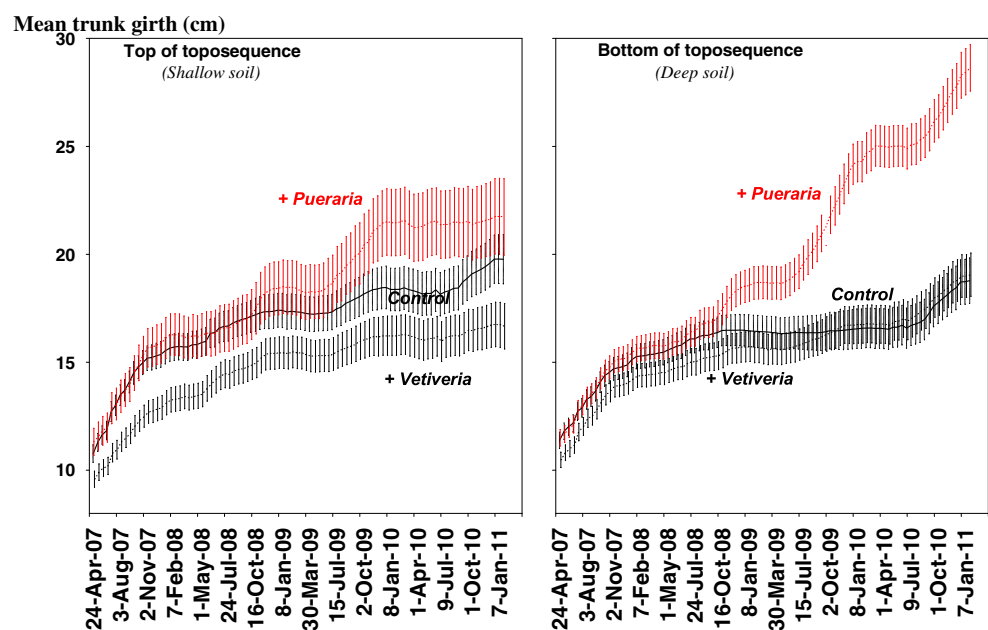 Mean trunk girth (cm)
30
25
20
15
10
Top of toposequence
(Shallow soil)
+ Pueraria
Control
+ Vetiveria
24-Apr-07
3-Aug-07
2-Nov-07
7-Feb-08
1-May-08
24-Jul-08
16-Oct-08
8-Jan-09
30-Mar-09
15-Jul-09
2-Oct-09
8-Jan-10
1-Apr-10
9-Jul-10
1-Oct-10
7-Jan-11
Bottom of toposequence
(Deep soil)
+ Pueraria
Control
+ Vetiveria
24-Apr-07
3-Aug-07
2-Nov-07
7-Feb-08
1-May-08
24-Jul-08
16-Oct-08
8-Jan-09
30-Mar-09
15-Jul-09
2-Oct-09
8-Jan-10
1-Apr-10
9-Jul-10
1-Oct-10
7-Jan-11